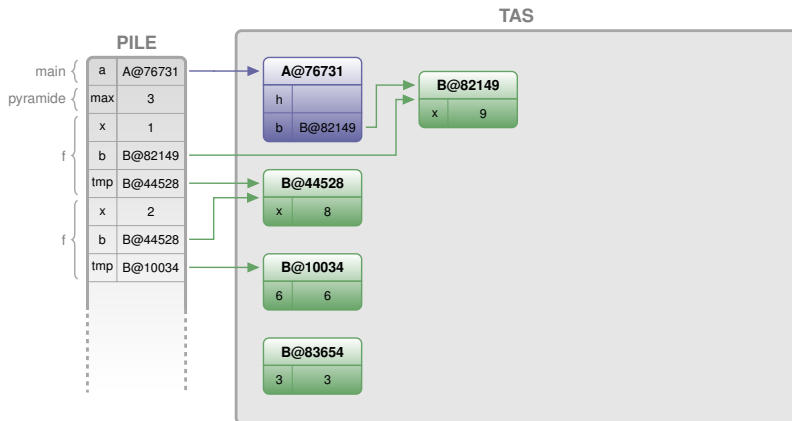 TAS
PILE
main a A@76731
pyramide max 3
f x 1
b B@82149
tmp B@44528
f x 2
b B@44528
tmp B@10034
A@76731
h
b B@82149
B@82149
x 9
B@44528
x 8
B@10034
6 6
B@83654
3 3